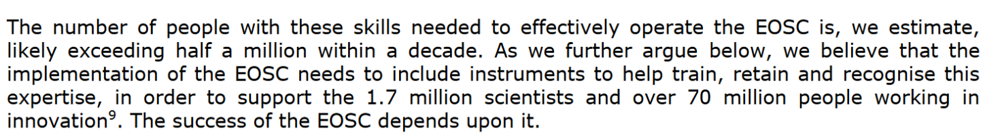 The number of people with these skills needed to effectively operate the EOSC is, we estimate,
likely exceeding half a million within a decade. As we further argue below, we believe that the
implementation of the EOSC needs to include instruments to help train, retain and recognise this
expertise, in order to support the 1.7 million scientists and over 70 million people working in
innovation⁹. The success of the EOSC depends upon it.